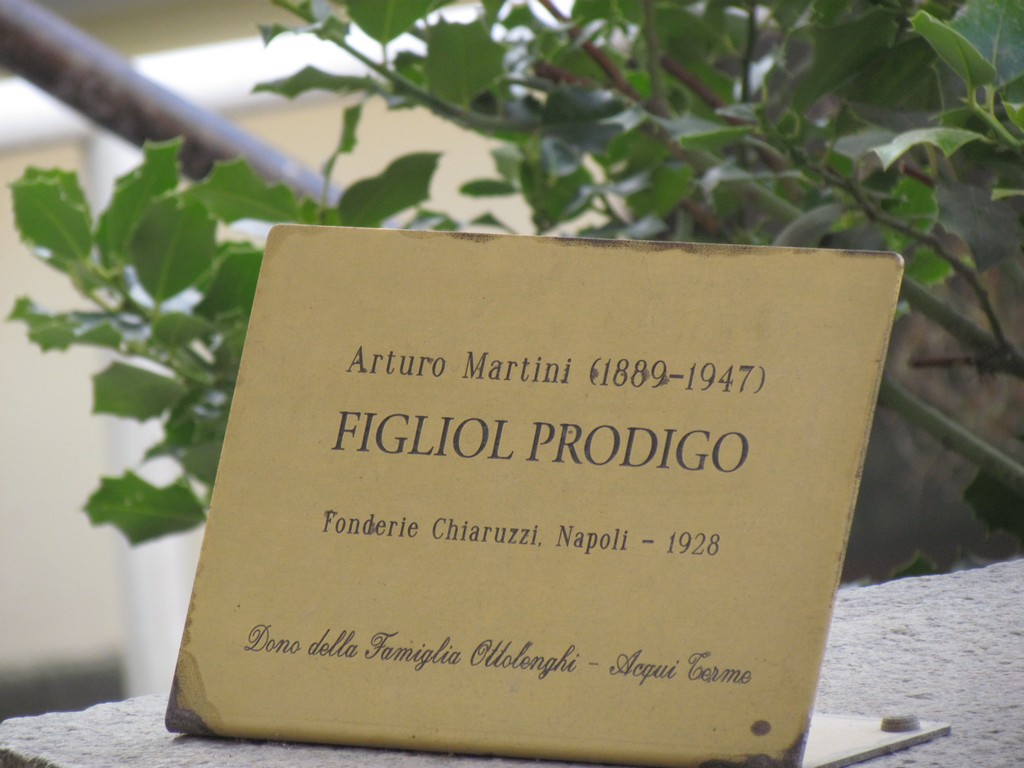 Arturo Martini (1889-1947)
FIGLIOL PRODIGO
Fonderie Chiaruzzi, Napoli - 1928
Dono della Famiglia Ottolenghi - Acqui Terme